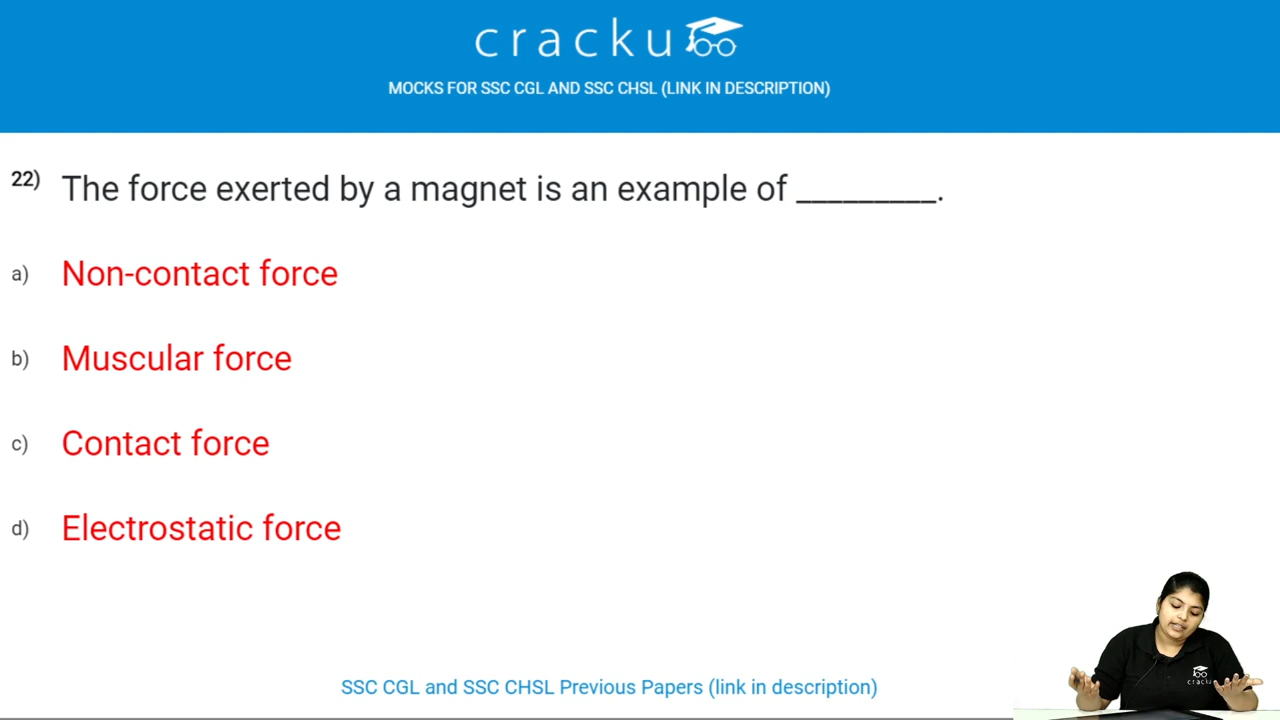 cracku
MOCKS FOR SSC CGL AND SSC CHSL (LINK IN DESCRIPTION)
22) The force exerted by a magnet is an example of _________.
a) Non-contact force
b) Muscular force
c) Contact force
d) Electrostatic force
cracku
SSC CGL and SSC CHSL Previous Papers (link in description)